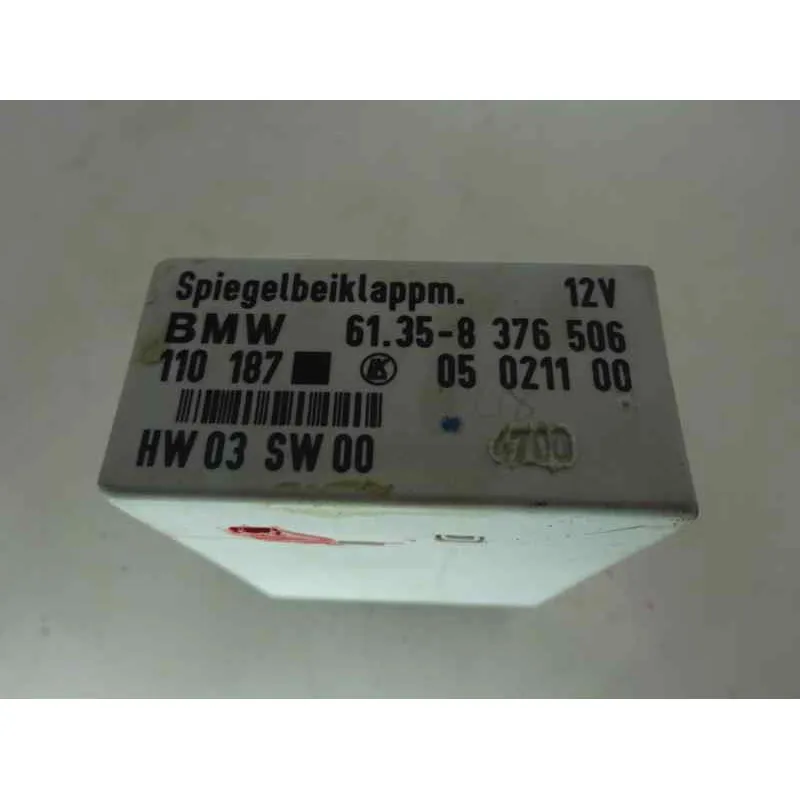 Spiegelbeiklappm. 12V
BMW 61.35-8 376 506
110 187 K 05 0211 00
HW 03 SW 00
4700